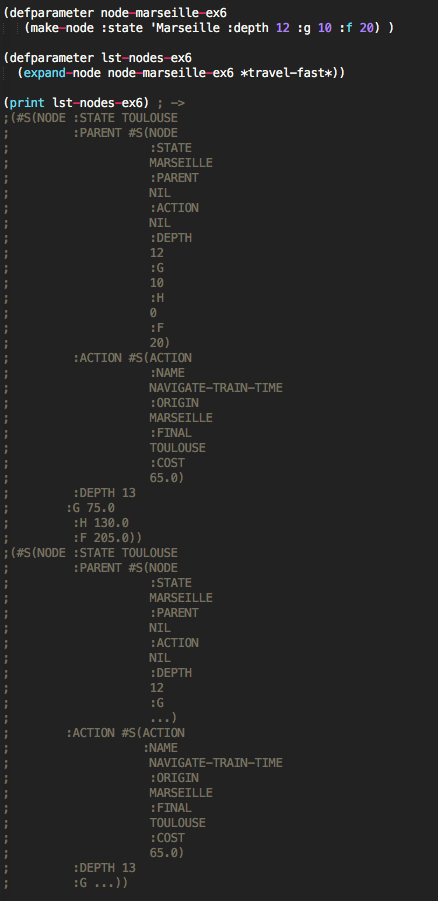 (defparameter node-marseille-ex6
(make-node :state 'Marseille :depth 12 :g 10 :f 20) )
(defparameter lst-nodes-ex6
(expand-node node-marseille-ex6 *travel-fast*))
(print lst-nodes-ex6) ; ->
;(#S(NODE :STATE TOULOUSE
; :PARENT #S(NODE
; :STATE
; MARSEILLE
; :PARENT
; NIL
; :ACTION
; NIL
; :DEPTH
; 12
; :G
; 10
; :H
; 0
; :F
; 20)
; :ACTION #S(ACTION
; :NAME
; NAVIGATE-TRAIN-TIME
; :ORIGIN
; MARSEILLE
; :FINAL
; TOULOUSE
; :COST
; 65.0)
; :DEPTH 13
; :G 75.0
; :H 130.0
; :F 205.0))
;(#S(NODE :STATE TOULOUSE
; :PARENT #S(NODE
; :STATE
; MARSEILLE
; :PARENT
; NIL
; :ACTION
; NIL
; :DEPTH
; 12
; :G
; ...)
; :ACTION #S(ACTION
; :NAME
; NAVIGATE-TRAIN-TIME
; :ORIGIN
; MARSEILLE
; :FINAL
; TOULOUSE
; :COST
; 65.0)
; :DEPTH 13
; :G ...))